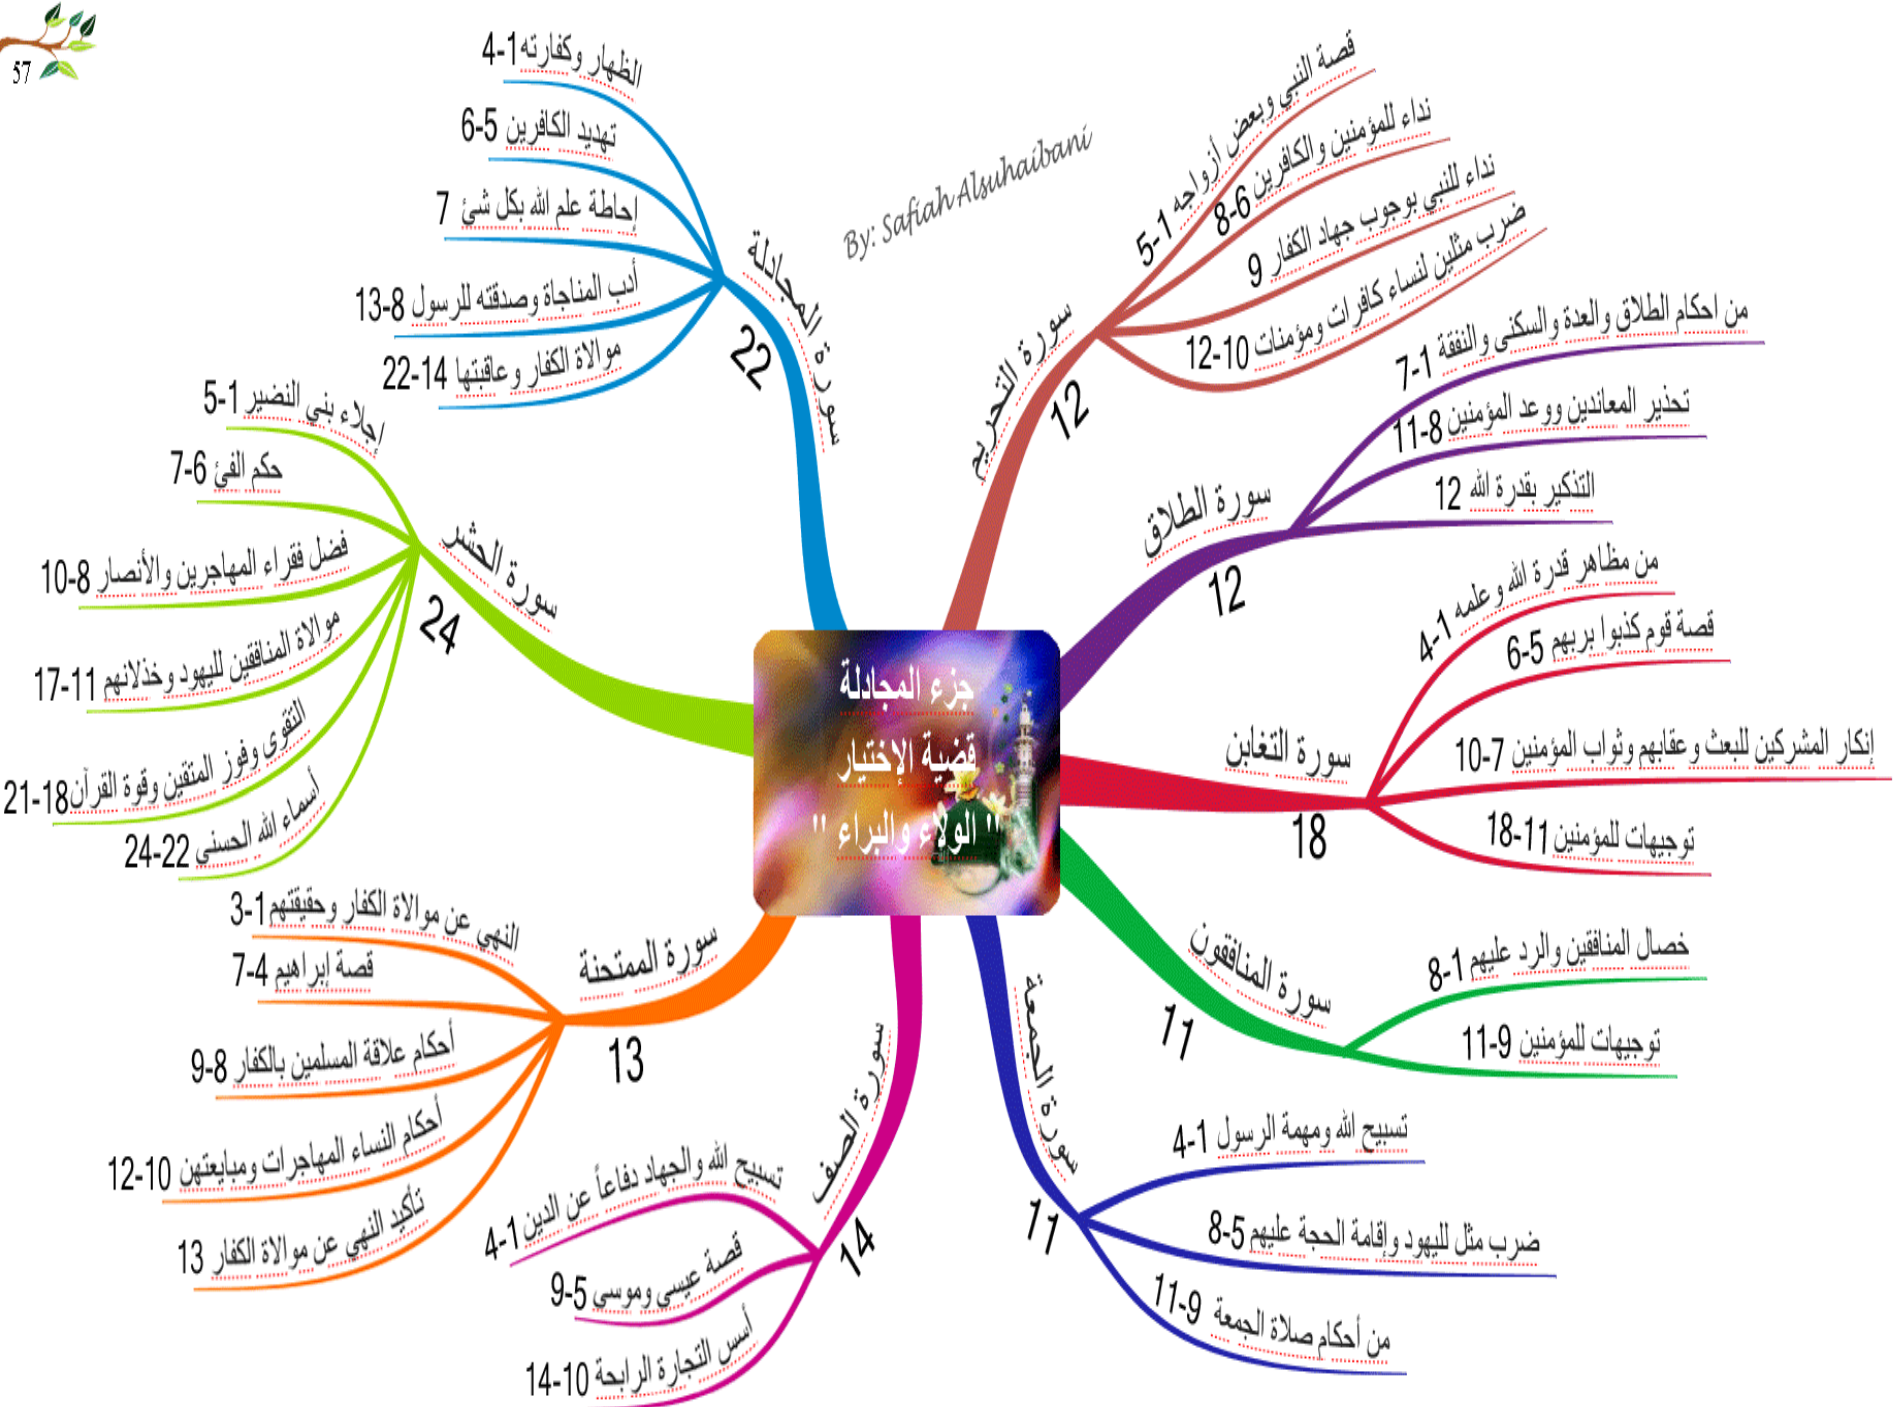 57
By: Safiah Alsuhaibani
جزء المجادلة
قضية الإختيار
" الولاء والبراء "
سورة المجادلة
22
الظهار وكفارته 1-4
تهديد الكافرين 5-6
إحاطة علم الله بكل شئ 7
أدب المناجاة وصدقته للرسول 8-13
موالاة الكفار وعاقبتها 14-22
سورة الحشر
24
إجلاء بني النضير 1-5
حكم الفئ 6-7
فضل فقراء المهاجرين والأنصار 8-10
موالاة المنافقين لليهود وخذلانهم 11-17
التقوى وفوز المتقين وقوة القرآن 18-21
أسماء الله الحسنى 22-24
سورة الممتحنة
13
النهي عن موالاة الكفار وحقيقتهم 1-3
قصة إبراهيم 4-7
أحكام علاقة المسلمين بالكفار 8-9
أحكام النساء المهاجرات ومبايعتهن 10-12
تأكيد النهي عن موالاة الكفار 13
سورة الصف
14
تسبيح الله والجهاد دفاعاً عن الدين 1-4
قصة عيسى وموسى 5-9
أسس التجارة الرابحة 10-14
سورة الجمعة
11
تسبيح الله ومهمة الرسول 1-4
ضرب مثل لليهود وإقامة الحجة عليهم 5-8
من أحكام صلاة الجمعة 9-11
سورة المنافقون
11
خصال المنافقين والرد عليهم 1-8
توجيهات للمؤمنين 9-11
سورة التغابن
18
من مظاهر قدرة الله وعلمه 1-4
قصة قوم كذبوا بربهم 5-6
إنكار المشركين للبعث وعقابهم وثواب المؤمنين 7-10
توجيهات للمؤمنين 11-18
سورة الطلاق
12
من احكام الطلاق والعدة والسكنى والنفقة 1-7
تحذير المعاندين ووعد المؤمنين 8-11
التذكير بقدرة الله 12
سورة التحريم
12
قصة النبي وبعض أزواجه 1-5
نداء للمؤمنين والكافرين 6-8
نداء للنبي بوجوب جهاد الكفار 9
ضرب مثلين لنساء كافرات ومؤمنات 10-12